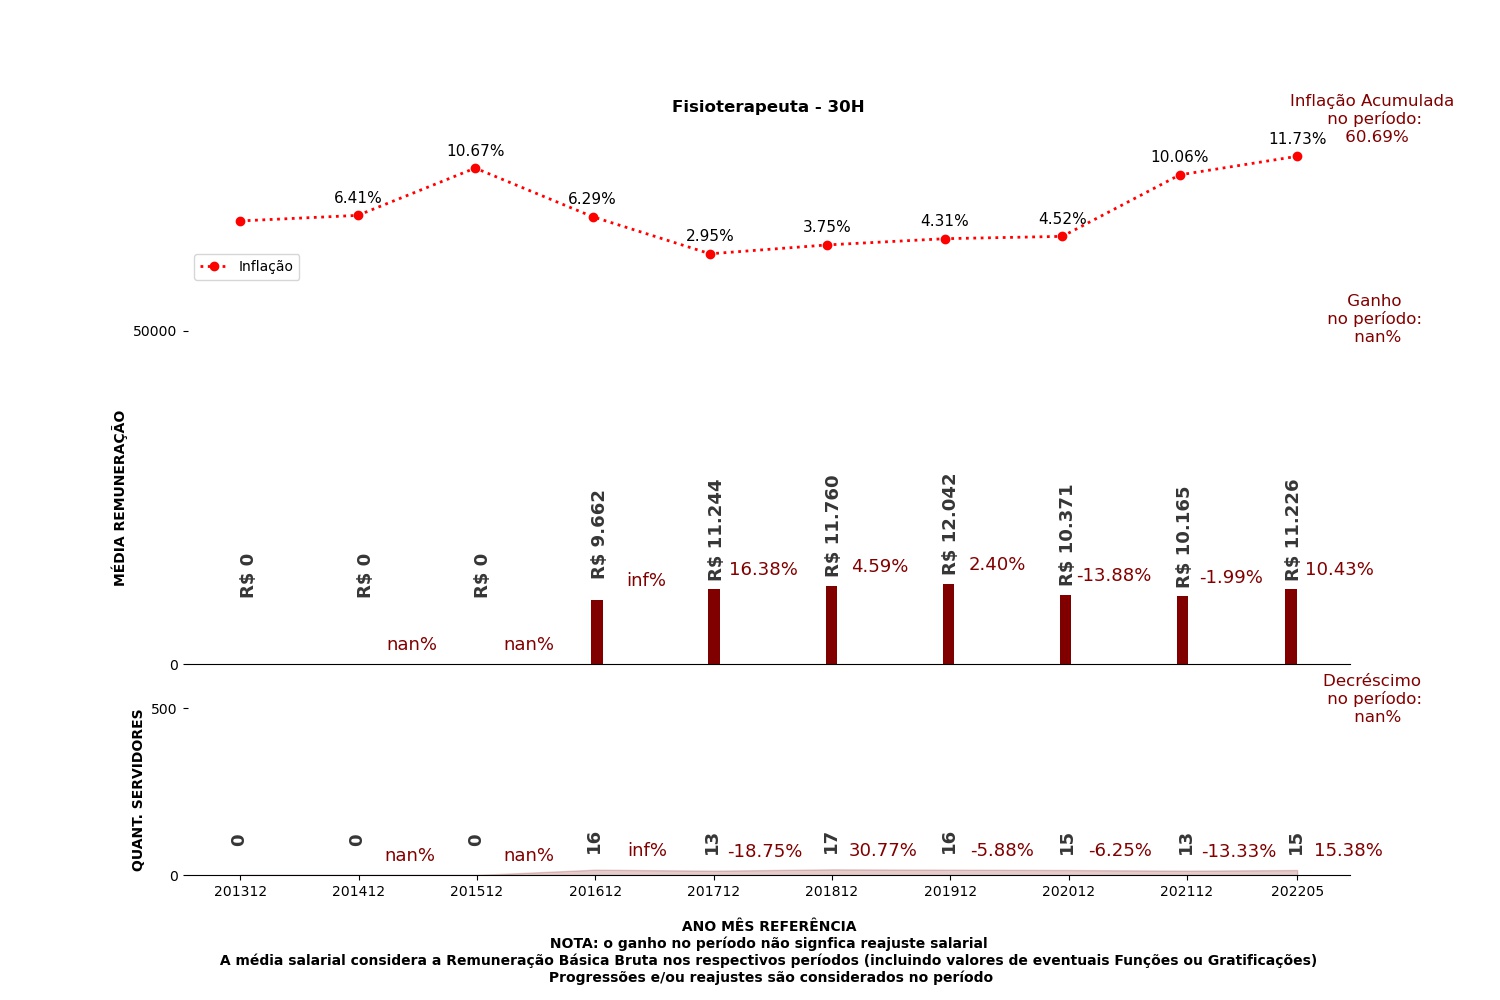 Fisioterapeuta - 30H
Inflação Acumulada
no período:
60.69%
6.41%
10.67%
6.29%
2.95%
3.75%
4.31%
4.52%
10.06%
11.73%
Inflação
Ganho
no período:
nan%
50000
0
MÉDIA REMUNERAÇÃO
R$ 0
R$ 0
R$ 0
R$ 9.662
R$ 11.244
R$ 11.760
R$ 12.042
R$ 10.371
R$ 10.165
R$ 11.226
nan%
nan%
inf%
16.38%
4.59%
2.40%
-13.88%
-1.99%
10.43%
Decréscimo
no período:
nan%
500
0
QUANT. SERVIDORES
0
0
0
16
13
17
16
15
13
15
nan%
nan%
inf%
-18.75%
30.77%
-5.88%
-6.25%
-13.33%
15.38%
201312
201412
201512
201612
201712
201812
201912
202012
202112
202205
ANO MÊS REFERÊNCIA
NOTA: o ganho no período não signfica reajuste salarial
A média salarial considera a Remuneração Básica Bruta nos respectivos períodos (incluindo valores de eventuais Funções ou Gratificações)
Progressões e/ou reajustes são considerados no período